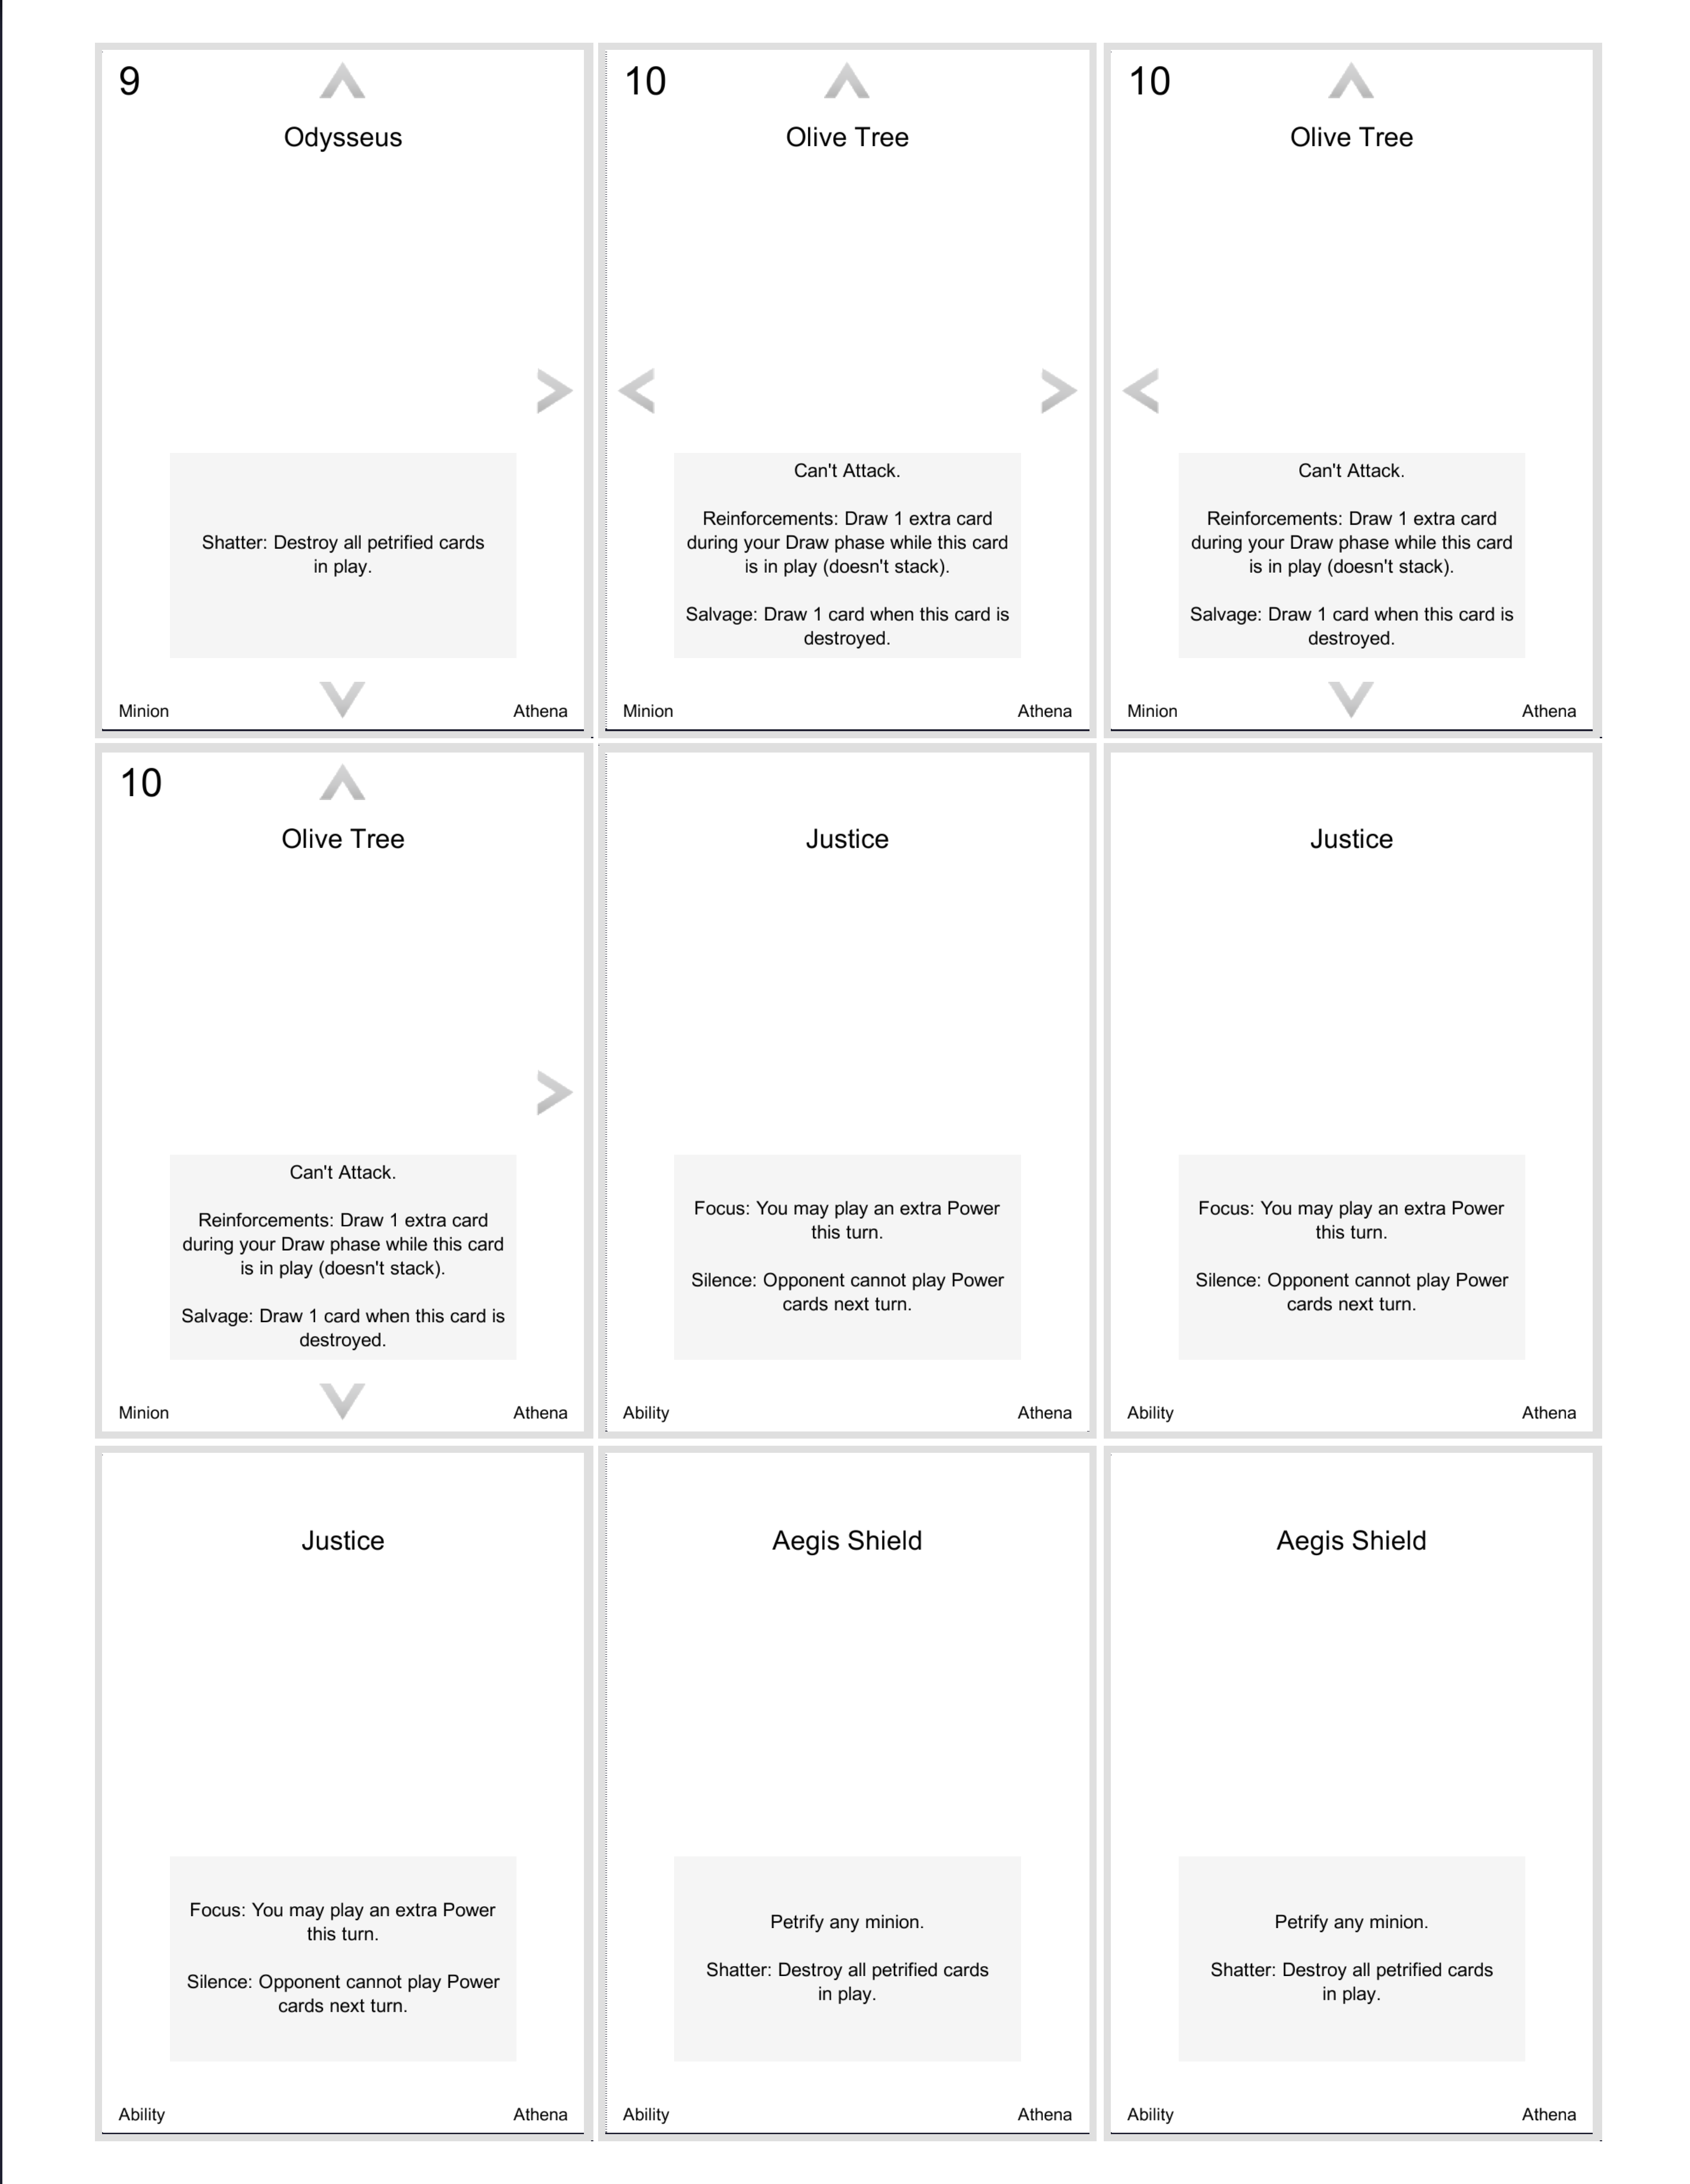 9
Odysseus
Shatter: Destroy all petrified cards
in play.
Minion
Athena
10
Olive Tree
Can't Attack.
Reinforcements: Draw 1 extra card
during your Draw phase while this card
is in play (doesn't stack).
Salvage: Draw 1 card when this card is
destroyed.
Minion
Athena
10
Olive Tree
Can't Attack.
Reinforcements: Draw 1 extra card
during your Draw phase while this card
is in play (doesn't stack).
Salvage: Draw 1 card when this card is
destroyed.
Minion
Athena
10
Olive Tree
Can't Attack.
Reinforcements: Draw 1 extra card
during your Draw phase while this card
is in play (doesn't stack).
Salvage: Draw 1 card when this card is
destroyed.
Minion
Athena
Justice
Focus: You may play an extra Power
this turn.
Silence: Opponent cannot play Power
cards next turn.
Ability
Athena
Justice
Focus: You may play an extra Power
this turn.
Silence: Opponent cannot play Power
cards next turn.
Ability
Athena
Justice
Focus: You may play an extra Power
this turn.
Silence: Opponent cannot play Power
cards next turn.
Ability
Athena
Aegis Shield
Petrify any minion.
Shatter: Destroy all petrified cards
in play.
Ability
Athena
Aegis Shield
Petrify any minion.
Shatter: Destroy all petrified cards
in play.
Ability
Athena